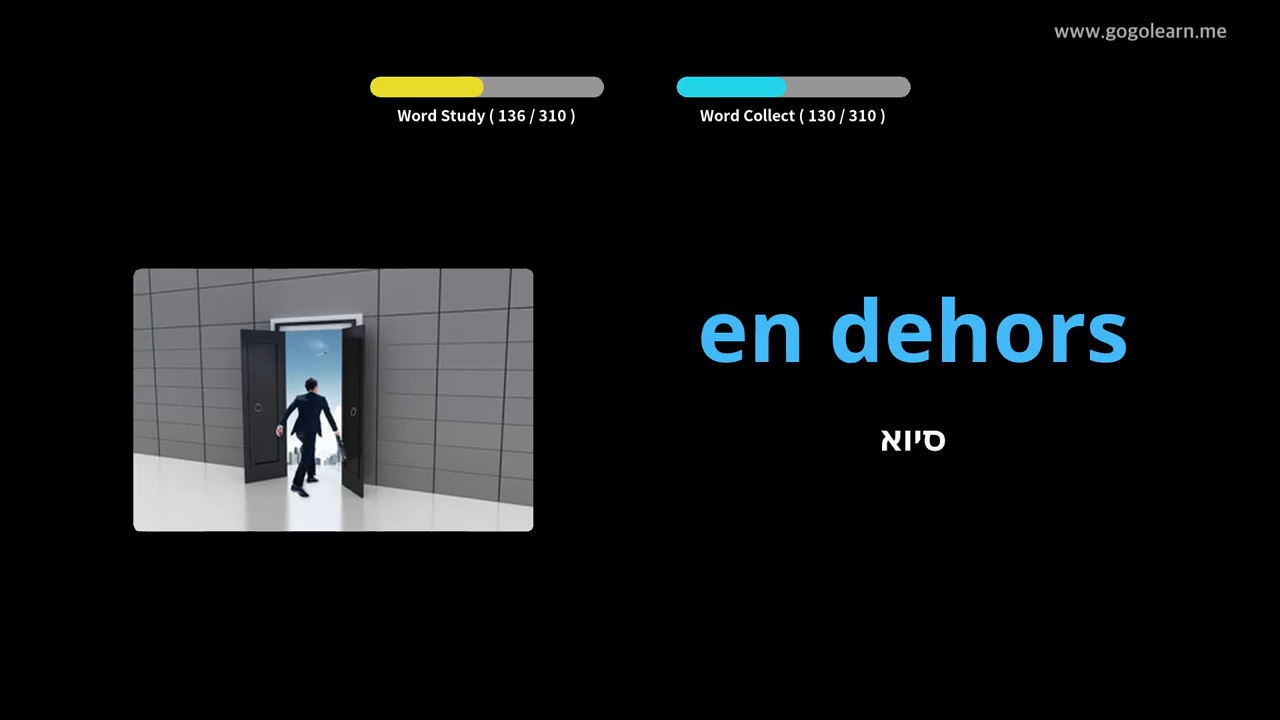 www.gogolearn.me
Word Study ( 136 / 310 )
Word Collect ( 130 / 310 )
en dehors
סיוא